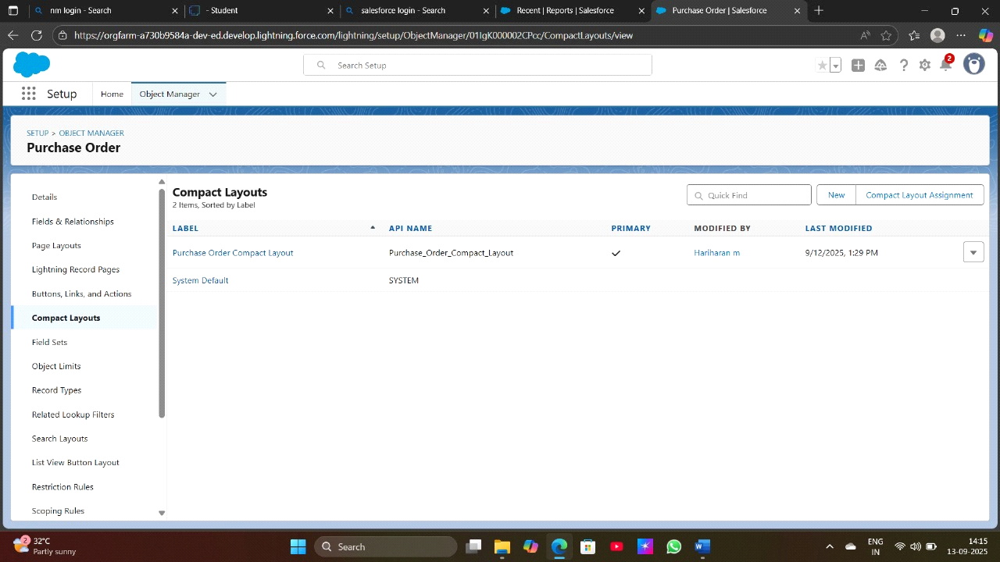 nm login - Search
- Student
salesforce login - Search
Recent | Reports | Salesforce
Purchase Order | Salesforce
https://orgfarm-a730b9584a-dev-ed.develop.lightning.force.com/lightning/setup/ObjectManager/01IgK000002CPcc/CompactLayouts/view
Search Setup
2
Setup
Home
Object Manager
SETUP > OBJECT MANAGER
Purchase Order
Details
Fields & Relationships
Page Layouts
Lightning Record Pages
Buttons, Links, and Actions
Compact Layouts
Field Sets
Object Limits
Record Types
Related Lookup Filters
Search Layouts
List View Button Layout
Restriction Rules
Scoping Rules
Compact Layouts
2 Items, Sorted by Label
Quick Find
New
Compact Layout Assignment
LABEL API NAME PRIMARY MODIFIED BY LAST MODIFIED
Purchase Order Compact Layout Purchase_Order_Compact_Layout Hariharan m 9/12/2025, 1:29 PM
System Default SYSTEM
2
32°C
Partly sunny
Search
ENG
IN
14:15
13-09-2025